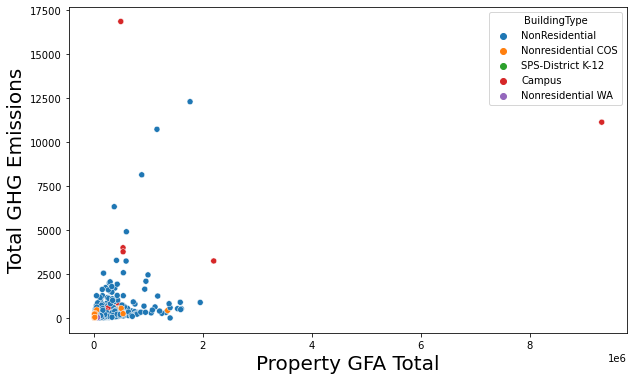 17500
15000
12500
10000
7500
5000
2500
0
Total GHG Emissions
BuildingType
NonResidential
Nonresidential COS
SPS-District K-12
Campus
Nonresidential WA
0 2 4 6 8
1e6
Property GFA Total